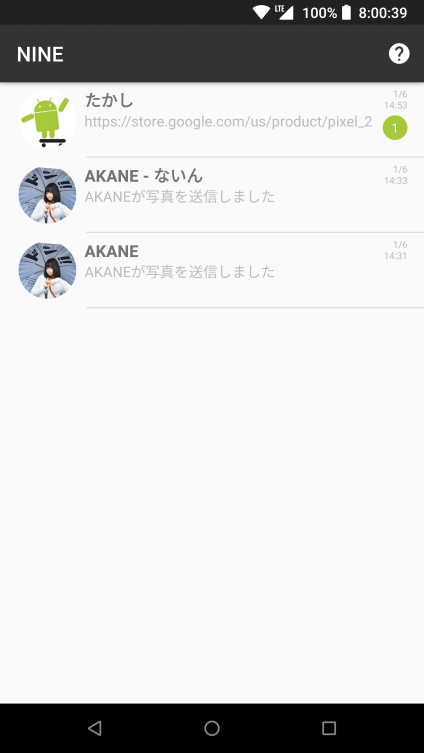 LTE 100% 8:00:39
NINE
たかし
1/6
14:53
https://store.google.com/us/product/pixel_2
1
AKANE - ないん
1/6
14:33
AKANEが写真を送信しました
AKANE
1/6
14:31
AKANEが写真を送信しました